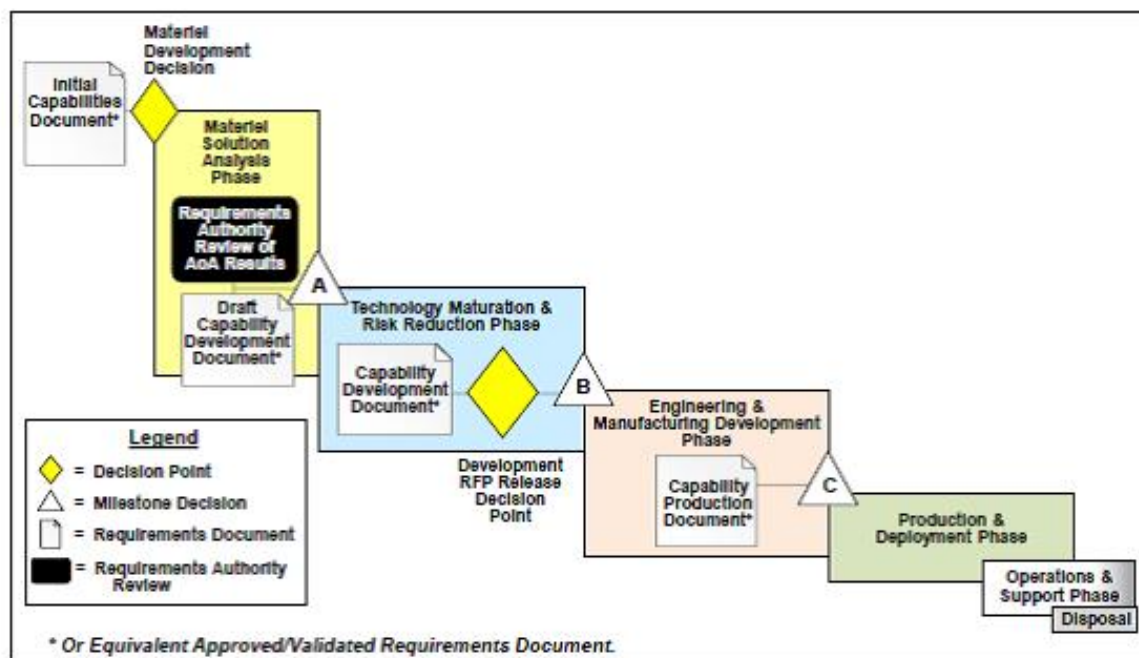 Materiel
Development
Decision
Initial
Capabilities
Document*
Materiel
Solution
Analysis
Phase
Requirements
Authority
Review of
AoA Results
A
Draft
Capability
Development
Document*
Technology Maturation &
Risk Reduction Phase
Capability
Development
Document*
B
Development
RFP Release
Decision
Point
Engineering &
Manufacturing Development
Phase
Capability
Production
Document*
C
Production &
Deployment Phase
Operations &
Support Phase
Disposal
Legend
= Decision Point
= Milestone Decision
= Requirements Document
= Requirements Authority
Review
* Or Equivalent Approved/Validated Requirements Document.